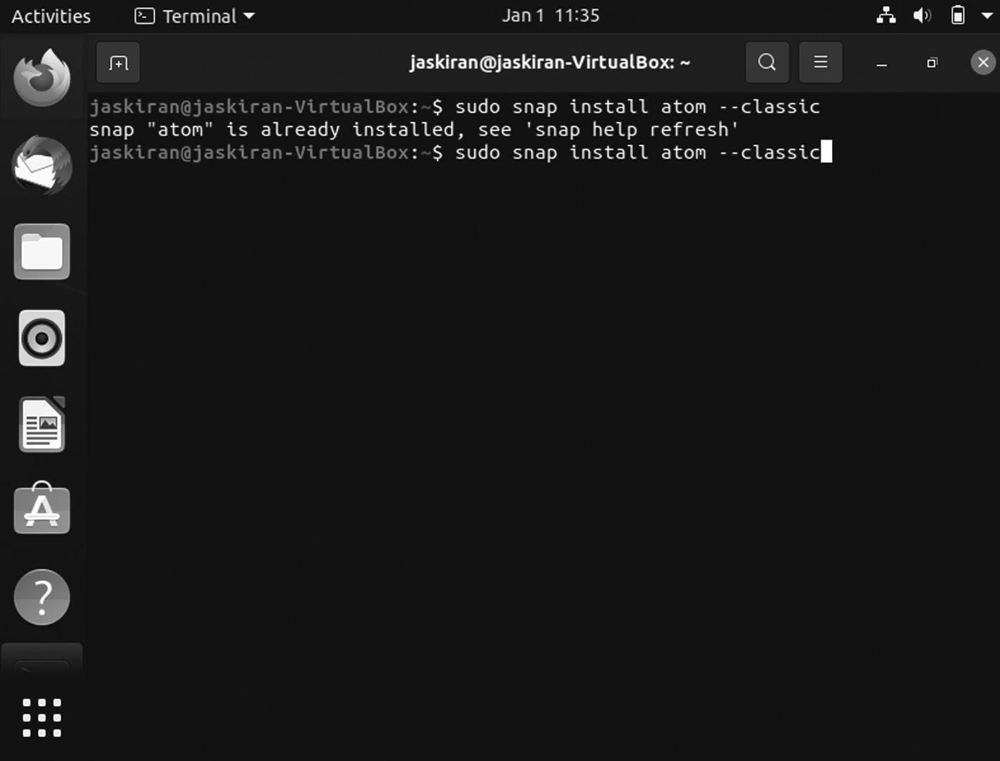 Activities Terminal Jan 1 11:35
jaskiran@jaskiran-VirtualBox: ~
jaskiran@jaskiran-VirtualBox:~$ sudo snap install atom --classic
snap "atom" is already installed, see 'snap help refresh'
jaskiran@jaskiran-VirtualBox:~$ sudo snap install atom --classic